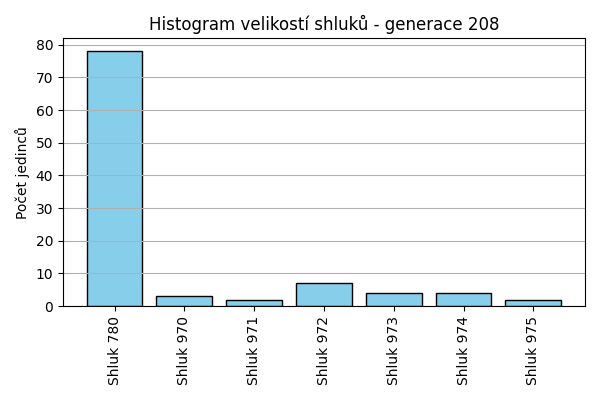 Histogram velikostí shluků - generace 208
Počet jedinců
80
70
60
50
40
30
20
10
0
Shluk 780
Shluk 970
Shluk 971
Shluk 972
Shluk 973
Shluk 974
Shluk 975